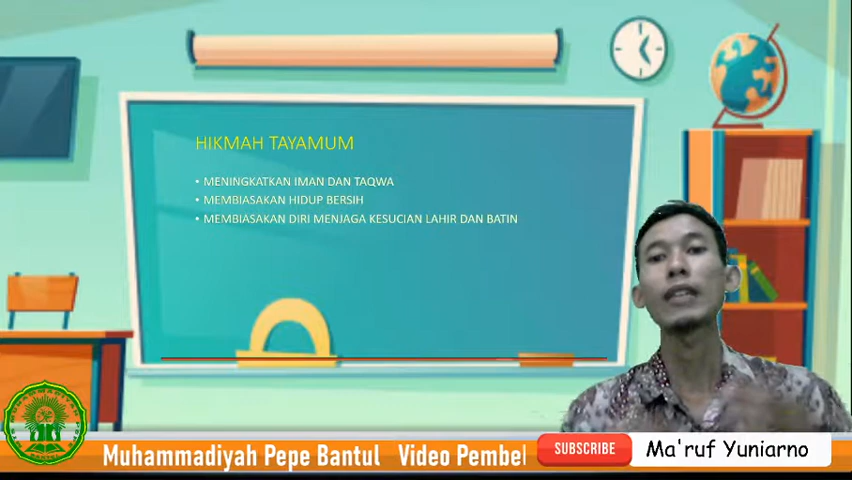 HIKMAH TAYAMUM
• MENINGKATKAN IMAN DAN TAQWA
• MEMBIASAKAN HIDUP BERSIH
• MEMBIASAKAN DIRI MENJAGA KESUCIAN LAHIR DAN BATIN
Muhammadiyah Pepe Bantul Video Pembel
SUBSCRIBE
Ma'ruf Yuniarno